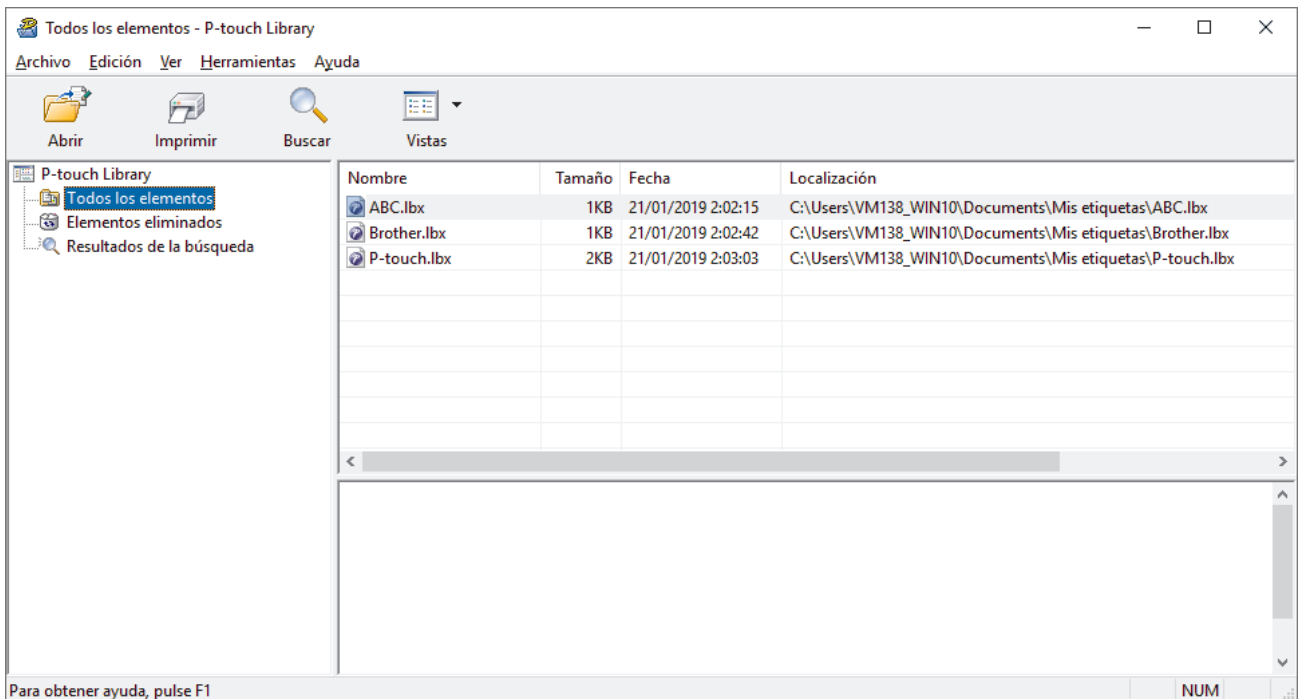 Todos los elementos - P-touch Library
Archivo Edición Ver Herramientas Ayuda
Abrir Imprimir Buscar Vistas
P-touch Library
Todos los elementos
Elementos eliminados
Resultados de la búsqueda
Nombre Tamaño Fecha Localización
ABC.lbx 1KB 21/01/2019 2:02:15 C:\Users\VM138_WIN10\Documents\Mis etiquetas\ABC.lbx
Brother.lbx 1KB 21/01/2019 2:02:42 C:\Users\VM138_WIN10\Documents\Mis etiquetas\Brother.lbx
P-touch.lbx 2KB 21/01/2019 2:03:03 C:\Users\VM138_WIN10\Documents\Mis etiquetas\P-touch.lbx
Para obtener ayuda, pulse F1 NUM